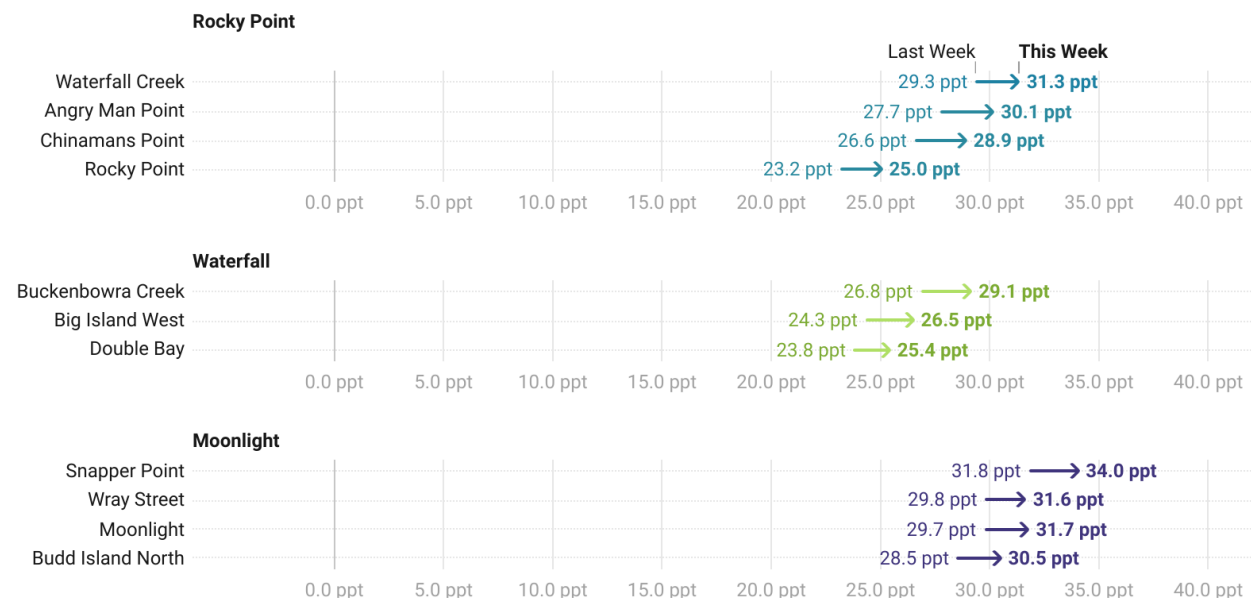 Rocky Point
Last Week This Week
Waterfall Creek 29.3 ppt 31.3 ppt
Angry Man Point 27.7 ppt 30.1 ppt
Chinamans Point 26.6 ppt 28.9 ppt
Rocky Point 23.2 ppt 25.0 ppt
0.0 ppt 5.0 ppt 10.0 ppt 15.0 ppt 20.0 ppt 25.0 ppt 30.0 ppt 35.0 ppt 40.0 ppt
Waterfall
Buckenbowra Creek 26.8 ppt 29.1 ppt
Big Island West 24.3 ppt 26.5 ppt
Double Bay 23.8 ppt 25.4 ppt
0.0 ppt 5.0 ppt 10.0 ppt 15.0 ppt 20.0 ppt 25.0 ppt 30.0 ppt 35.0 ppt 40.0 ppt
Moonlight
Snapper Point 31.8 ppt 34.0 ppt
Wray Street 29.8 ppt 31.6 ppt
Moonlight 29.7 ppt 31.7 ppt
Budd Island North 28.5 ppt 30.5 ppt
0.0 ppt 5.0 ppt 10.0 ppt 15.0 ppt 20.0 ppt 25.0 ppt 30.0 ppt 35.0 ppt 40.0 ppt